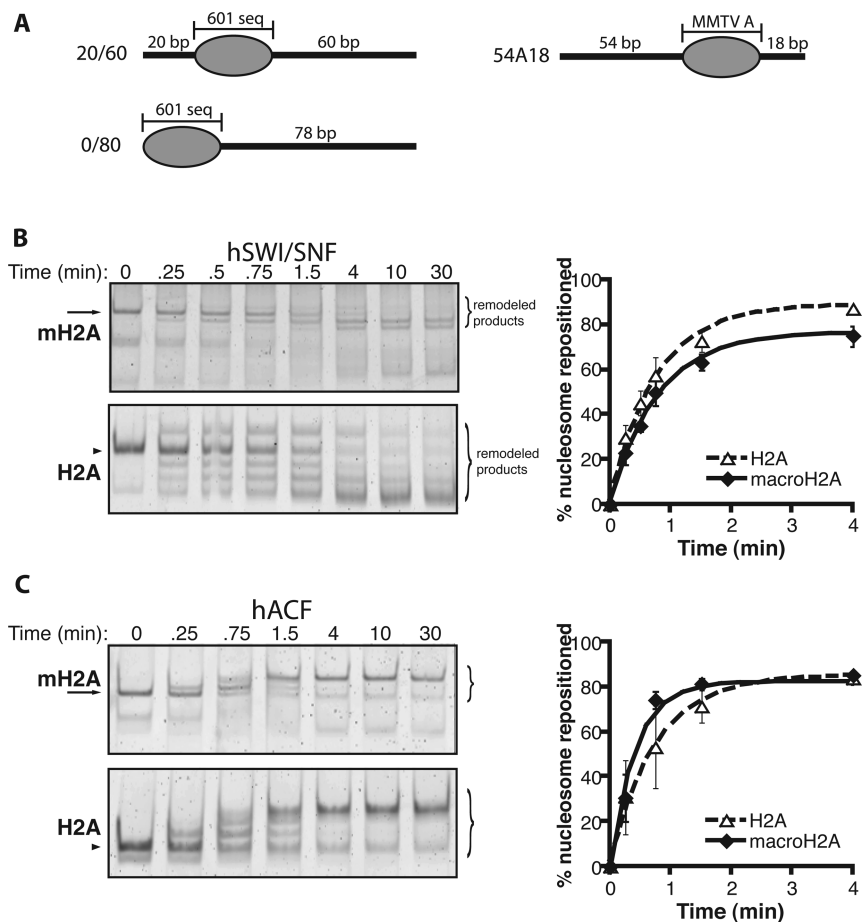 A
601 seq
20/60
20 bp
60 bp
MMTV A
54A18
54 bp
18 bp
601 seq
0/80
78 bp
B
hSWI/SNF
Time (min): 0 .25 .5 .75 1.5 4 10 30
mH2A
remodeled
products
H2A
remodeled
products
% nucleosome repositioned
100
80
60
40
20
0
H2A
macroH2A
0 1 2 3 4
Time (min)
C
hACF
Time (min): 0 .25 .75 1.5 4 10 30
mH2A
H2A
% nucleosome repositioned
100
80
60
40
20
0
H2A
macroH2A
0 1 2 3 4
Time (min)